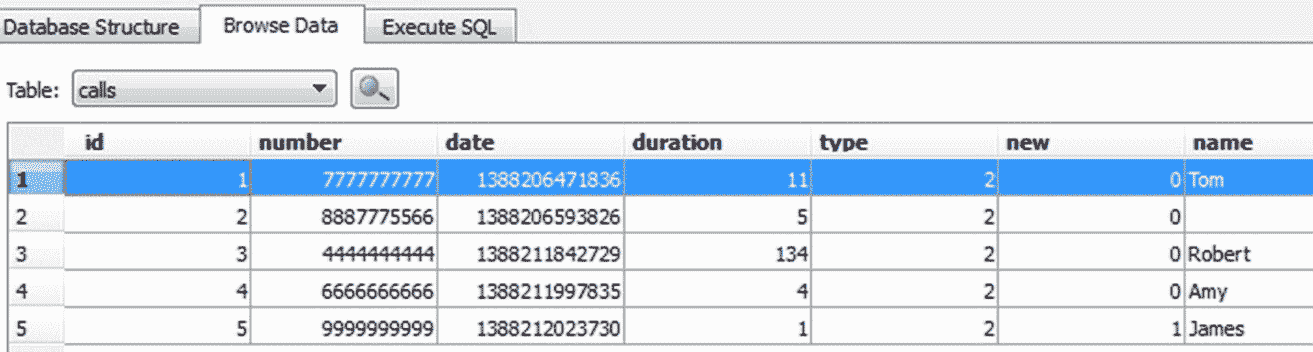 Database Structure Browse Data Execute SQL
Table: calls
id number date duration type new name
1 1 7777777777 1388206471836 11 2 0 Tom
2 2 8887775566 1388206593826 5 2 0
3 3 4444444444 1388211842729 134 2 0 Robert
4 4 6666666666 1388211997835 4 2 0 Amy
5 5 9999999999 1388212023730 1 2 1 James